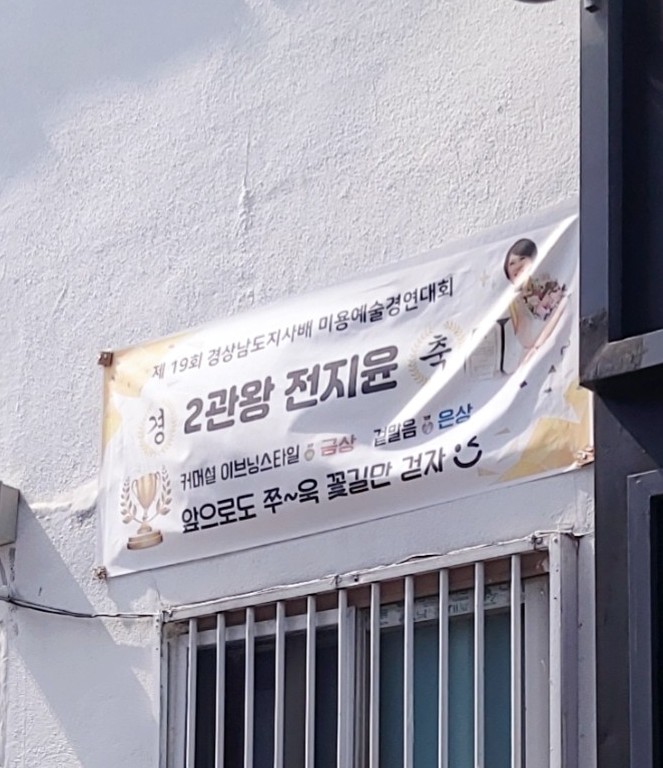 제 19회 경상남도지사배 미용예술경연대회
경 2관왕 전지윤 축
커머셜 이브닝스타일 금상 겉말음 은상
앞으로도 쭈~욱 꽃길만 걷자